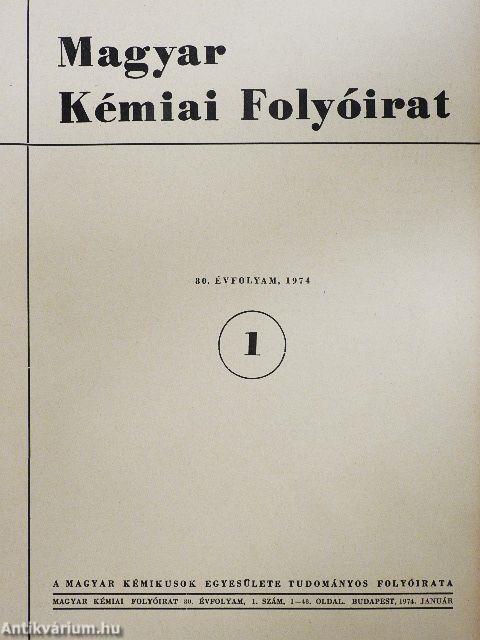 Magyar
Kémiai Folyóirat
80. ÉVFOLYAM, 1974
1
A MAGYAR KÉMIKUSOK EGYESÜLETE TUDOMÁNYOS FOLYÓIRATA
MAGYAR KÉMIAI FOLYÓIRAT 80. ÉVFOLYAM, 1. SZÁM, 1—48. OLDAL. BUDAPEST, 1974. JANUÁR
Antikvárium.hu